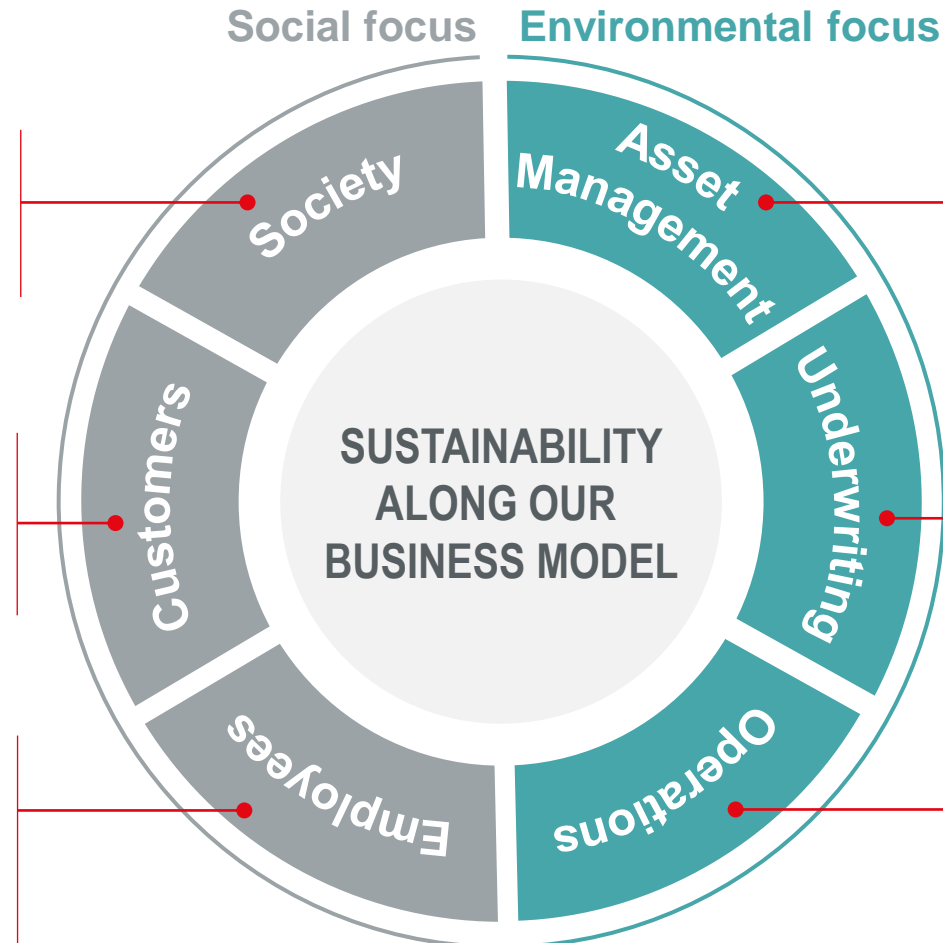 Social focus
Environmental focus
Society
Asset
Management
Customers
Underwriting
Employees
Operations
SUSTAINABILITY
ALONG OUR
BUSINESS MODEL